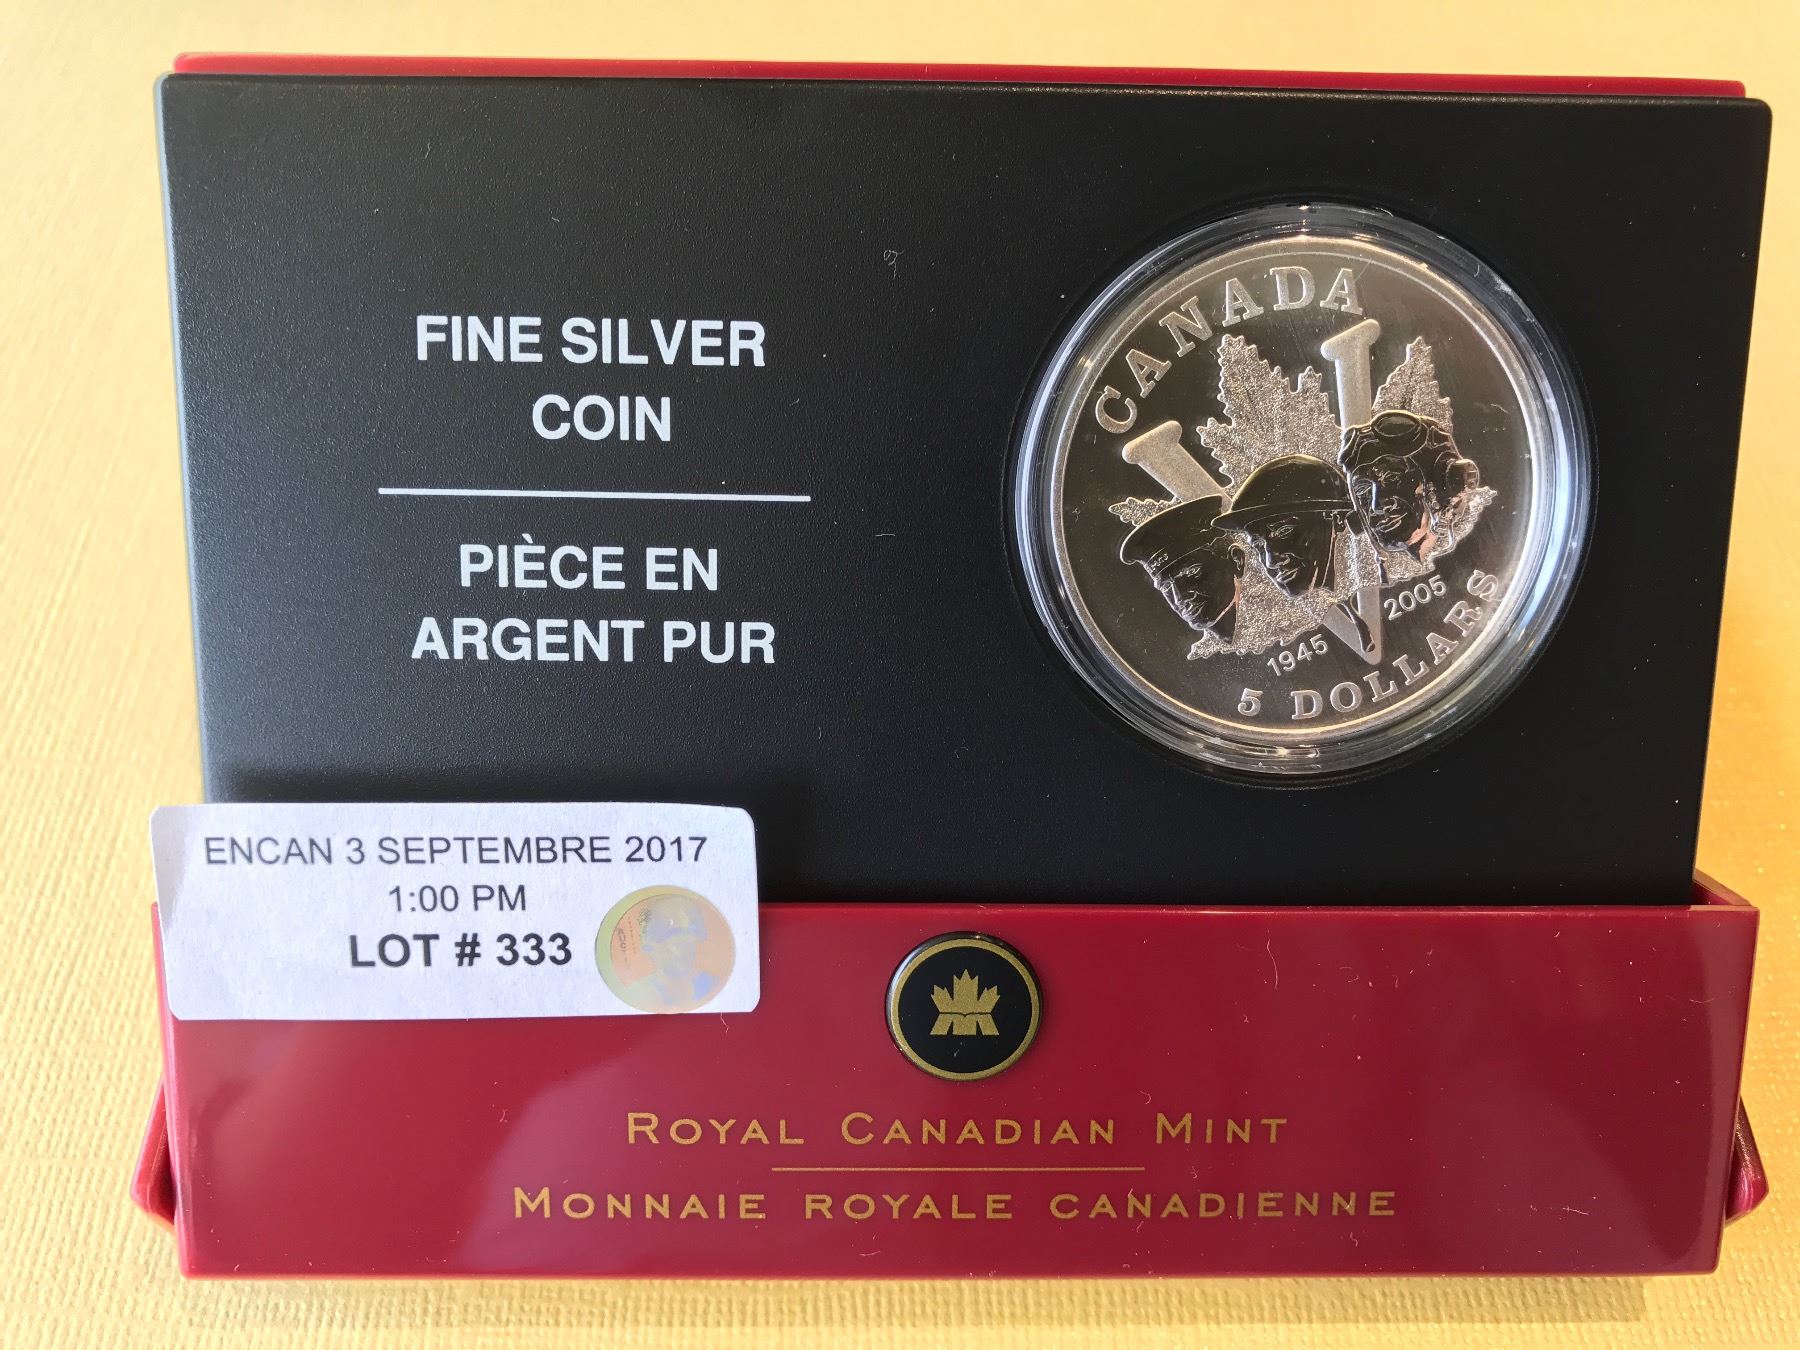 FINE SILVER
COIN
PIÈCE EN
ARGENT PUR
CANADA
1945
2005
5 DOLLARS
ENCAN 3 SEPTEMBRE 2017
1:00 PM
LOT # 333
ROYAL CANADIAN MINT
MONNAIE ROYALE CANADIENNE